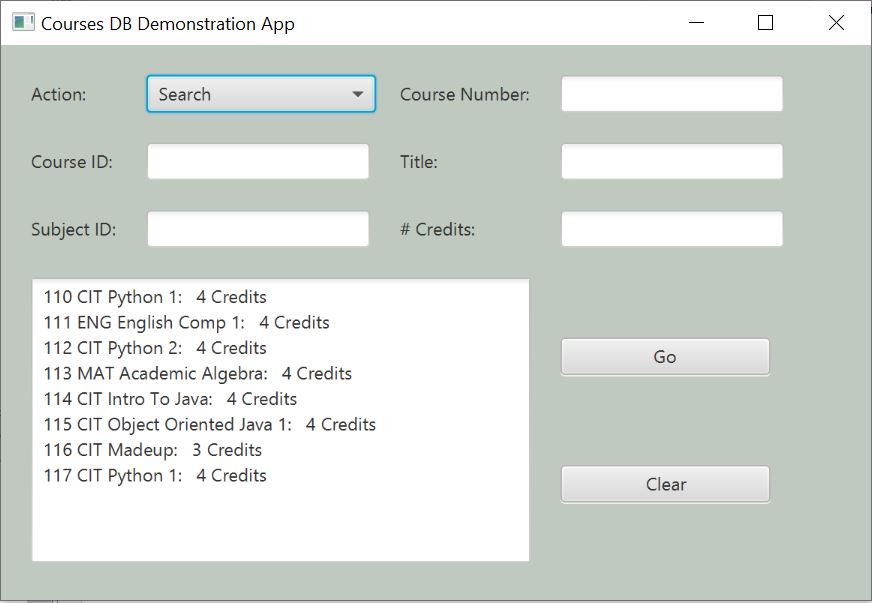 Courses DB Demonstration App
Action: Search Course Number:
Course ID: Title:
Subject ID: # Credits:
110 CIT Python 1:   4 Credits
111 ENG English Comp 1:   4 Credits
112 CIT Python 2:   4 Credits
113 MAT Academic Algebra:   4 Credits
114 CIT Intro To Java:   4 Credits
115 CIT Object Oriented Java 1:   4 Credits
116 CIT Madeup:   3 Credits
117 CIT Python 1:   4 Credits
Go
Clear